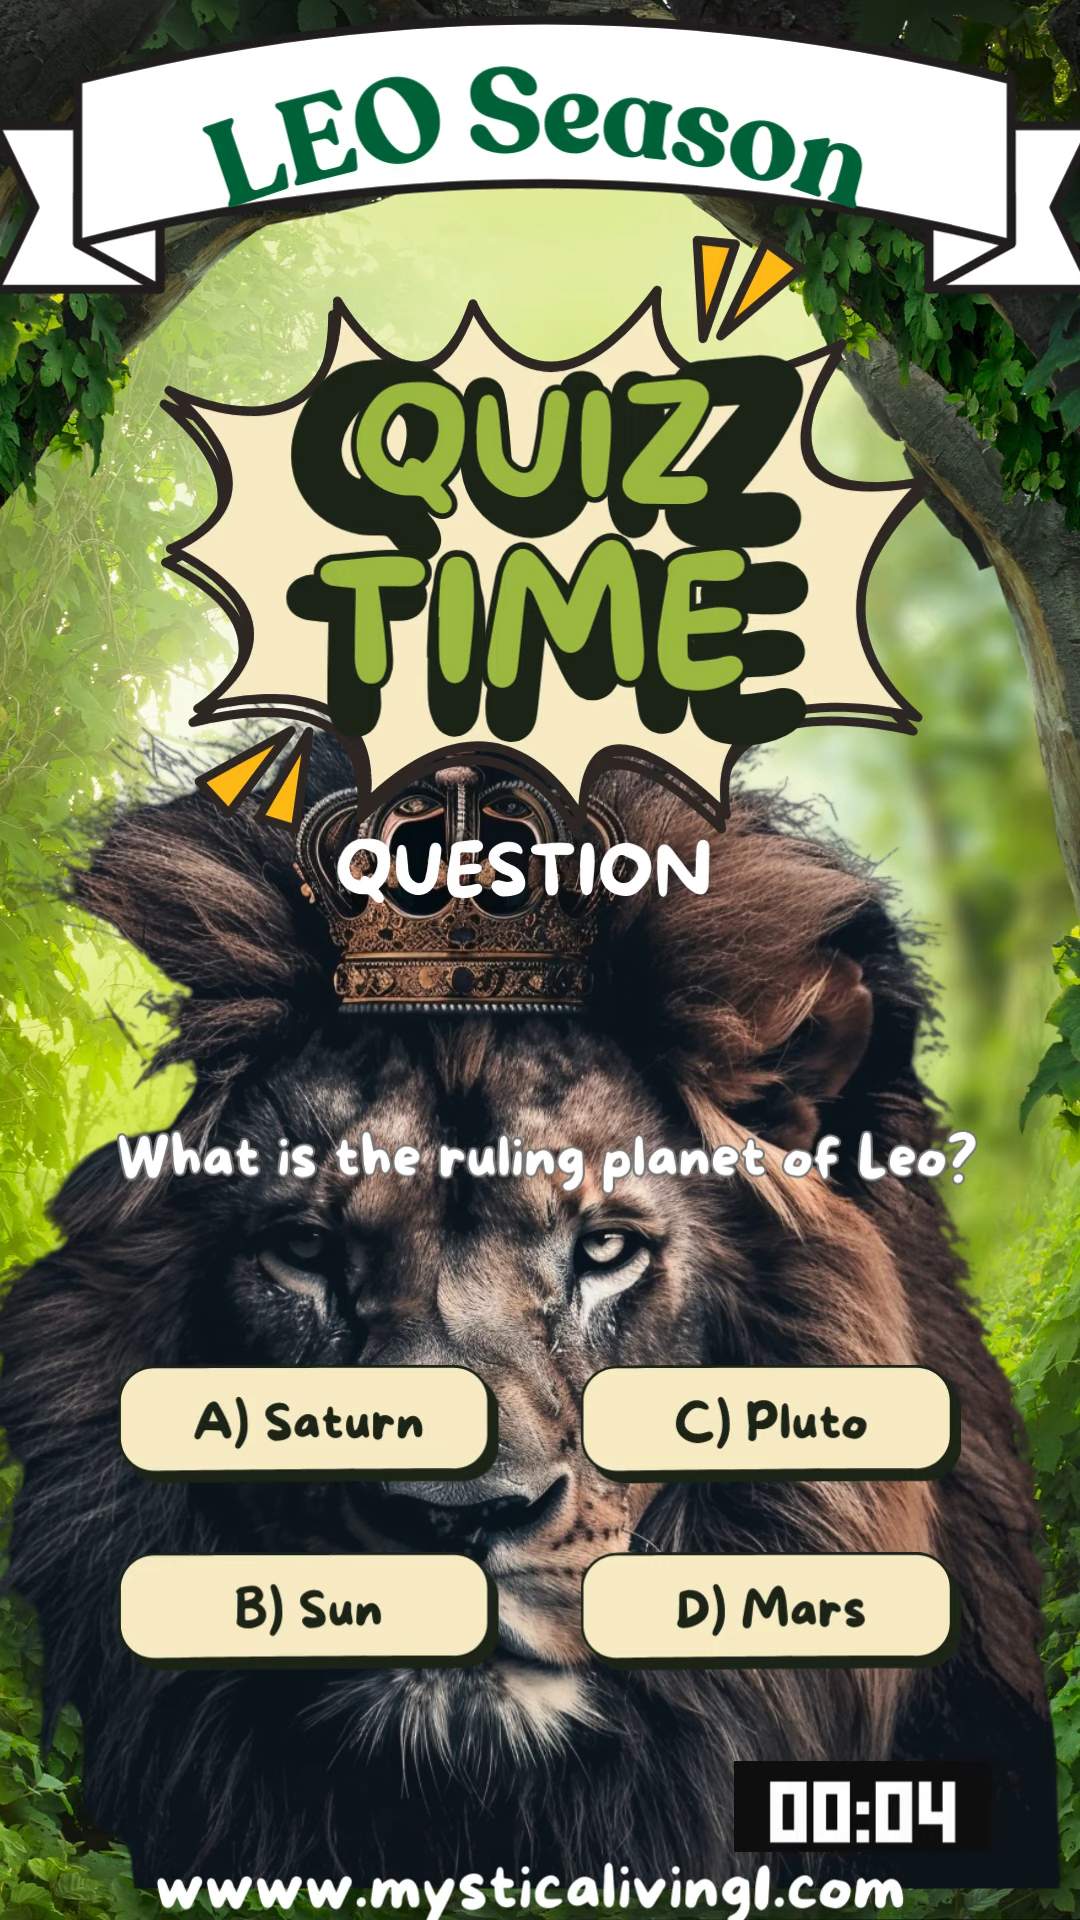 LEO Season
QUIZ
TIME
QUESTION
What is the ruling planet of Leo?
A) Saturn
C) Pluto
B) Sun
D) Mars
00:04
www.mysticalivingl.com